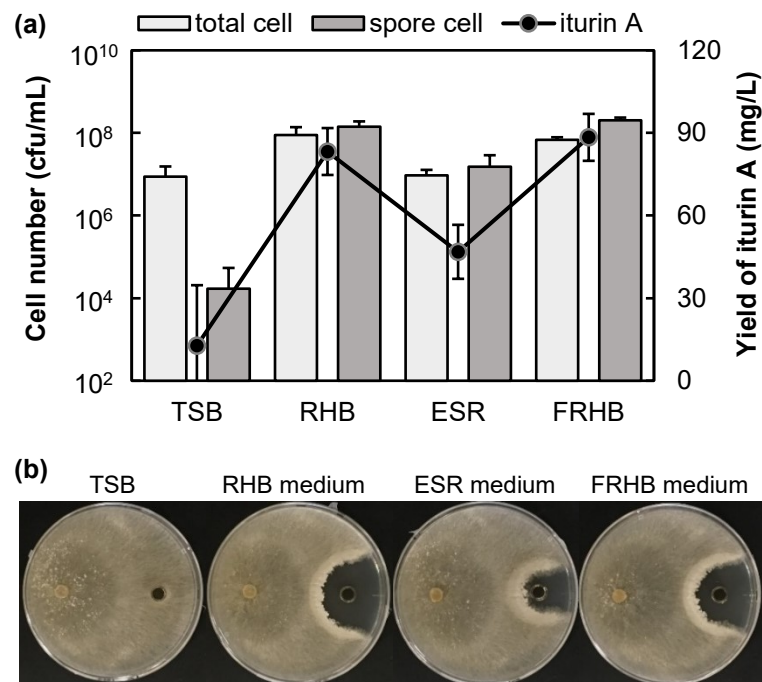 (a) total cell spore cell iturin A
Cell number (cfu/mL)
10¹⁰
10⁸
10⁶
10⁴
10²
120
90
60
30
0
Yield of iturin A (mg/L)
TSB RHB ESR FRHB
(b)
TSB RHB medium ESR medium FRHB medium